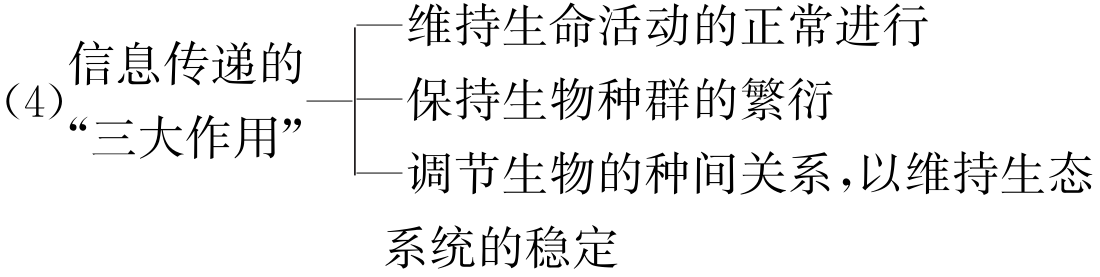 (4)信息传递的
“三大作用”
维持生命活动的正常进行
保持生物种群的繁衍
调节生物的种间关系,以维持生态
系统的稳定